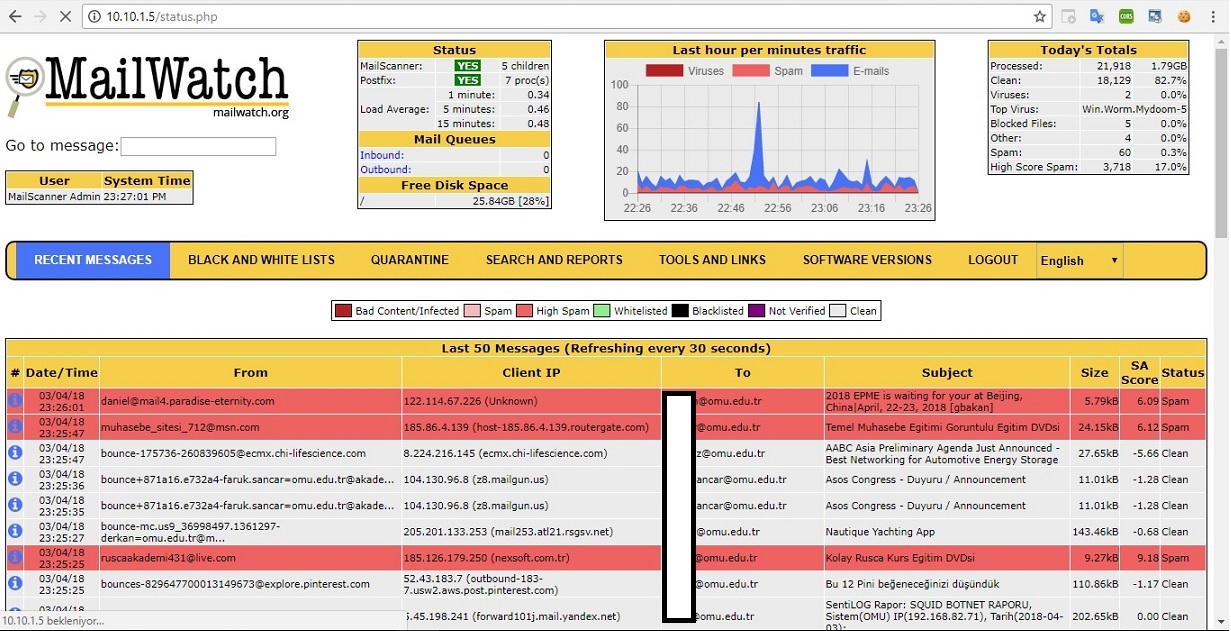 10.10.1.5/status.php
MailWatch
mailwatch.org
Go to message:
User System Time
MailScanner Admin 23:27:01 PM
Status
MailScanner: YES 5 children
Postfix: YES 7 proc(s)
Load Average: 1 minute: 0.34
5 minutes: 0.46
15 minutes: 0.48
Mail Queues
Inbound: 0
Outbound: 0
Free Disk Space
/ 25.84GB [28%]
Last hour per minutes traffic
Viruses Spam E-mails
100
80
60
40
20
0
22:26 22:36 22:46 22:56 23:06 23:16 23:26
Today's Totals
Processed: 21,918 1.79GB
Clean: 18,129 82.7%
Viruses: 2 0.0%
Top Virus: Win.Worm.Mydoom-5
Blocked Files: 5 0.0%
Other: 4 0.0%
Spam: 60 0.3%
High Score Spam: 3,718 17.0%
RECENT MESSAGES BLACK AND WHITE LISTS QUARANTINE SEARCH AND REPORTS TOOLS AND LINKS SOFTWARE VERSIONS LOGOUT English
Bad Content/Infected Spam High Spam Whitelisted Blacklisted Not Verified Clean
Last 50 Messages (Refreshing every 30 seconds)
# Date/Time From Client IP To Subject Size SA Score Status
03/04/18 23:26:01 daniel@mail4.paradise-eternity.com 122.114.67.226 (Unknown) @omu.edu.tr 2018 EPME is waiting for your at Beijing, China|April, 22-23, 2018 [gbakan] 5.79kB 6.09 Spam
03/04/18 23:25:47 muhasebe_sitesi_712@msn.com 185.86.4.139 (host-185.86.4.139.routergate.com) @omu.edu.tr Temel Muhasebe Egitimi Goruntulu Egitim DVDsi 24.15kB 6.12 Spam
03/04/18 23:25:47 bounce-175736-260839605@ecmx.chi-lifescience.com 8.224.216.145 (ecmx.chi-lifescience.com) z@omu.edu.tr AABC Asia Preliminary Agenda Just Announced - Best Networking for Automotive Energy Storage 27.65kB -5.66 Clean
03/04/18 23:25:36 bounce+871a16.e732a4-faruk.sancar=omu.edu.tr@akade... 104.130.96.8 (z8.mailgun.us) ancar@omu.edu.tr Asos Congress - Duyuru / Announcement 11.01kB -1.28 Clean
03/04/18 23:25:35 bounce+871a16.e732a4-faruk.sancar=omu.edu.tr@akade... 104.130.96.8 (z8.mailgun.us) ancar@omu.edu.tr Asos Congress - Duyuru / Announcement 11.01kB -1.28 Clean
03/04/18 23:25:27 bounce-mc.us9_36998497.1361297-derkan=omu.edu.tr@m... 205.201.133.253 (mail253.atl21.rsgsv.net) @omu.edu.tr Nautique Yachting App 143.46kB -0.68 Clean
03/04/18 23:25:25 ruscaakademi431@live.com 185.126.179.250 (nexsoft.com.tr) @omu.edu.tr Kolay Rusca Kurs Egitim DVDsi 9.27kB 9.18 Spam
03/04/18 23:25:25 bounces-829647700013149673@explore.pinterest.com 52.43.183.7 (outbound-183-7.usw2.aws.post.pinterest.com) @omu.edu.tr Bu 12 Pini beğeneceğinizi düşündük 110.86kB -1.17 Clean
03/04/18 5.45.198.241 (forward101j.mail.yandex.net) @omu.edu.tr SentiLOG Rapor: SQUID BOTNET RAPORU, Sistem(OMU) IP(192.168.82.71), Tarih(2018-04-03): 202.65kB 0.00 Clean
10.10.1.5 bekleniyor...